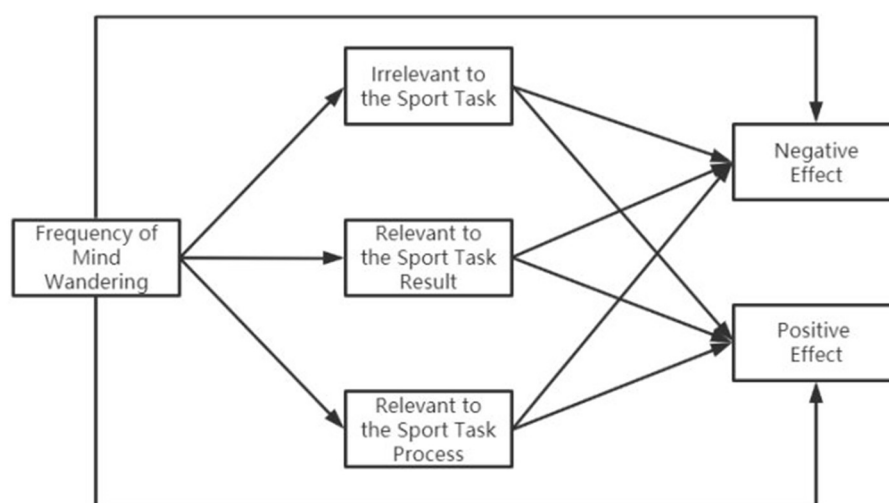 Irrelevant to
the Sport Task
Negative
Effect
Frequency of
Mind
Wandering
Relevant to
the Sport Task
Result
Positive
Effect
Relevant to
the Sport Task
Process